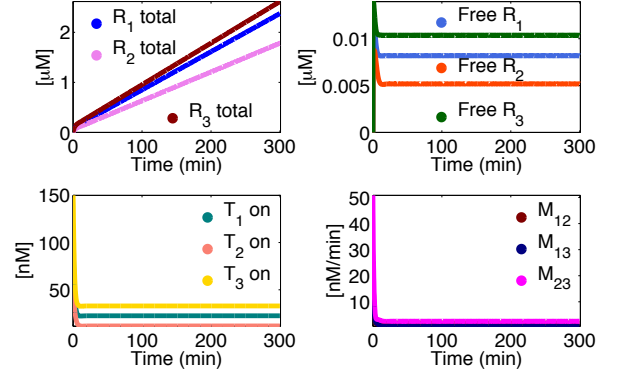 [μM]
2
1
0
R1 total
R2 total
R3 total
0 100 200 300
Time (min)
[μM]
0.01
0.005
0
Free R1
Free R2
Free R3
0 100 200 300
Time (min)
[nM]
150
100
50
T1 on
T2 on
T3 on
0 100 200 300
Time (min)
[nM/min]
50
40
30
20
10
M12
M13
M23
0 100 200 300
Time (min)